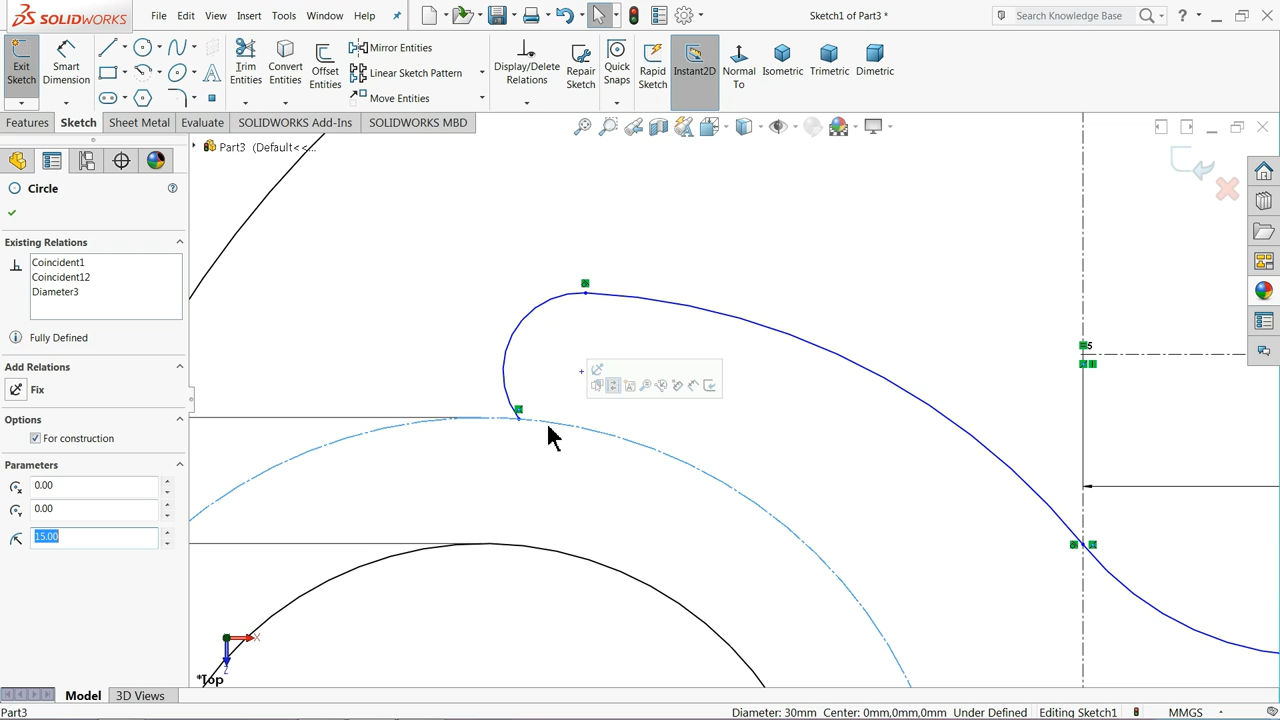 SOLIDWORKS
File Edit View Insert Tools Window Help
Sketch1 of Part3 *
Search Knowledge Base
Exit Sketch
Smart Dimension
Trim Entities
Convert Entities
Offset Entities
Mirror Entities
Linear Sketch Pattern
Move Entities
Display/Delete Relations
Repair Sketch
Quick Snaps
Rapid Sketch
Instant2D
Normal To
Isometric
Trimetric
Dimetric
Features Sketch Sheet Metal Evaluate SOLIDWORKS Add-Ins SOLIDWORKS MBD
Part3 (Default<<...
Circle
Existing Relations
Coincident1
Coincident12
Diameter3
Fully Defined
Add Relations
Fix
Options
For construction
Parameters
0.00
0.00
15.00
5
X
Z
*Top
Model 3D Views
Part3
Diameter: 30mm Center: 0mm,0mm,0mm Under Defined Editing Sketch1 MMGS